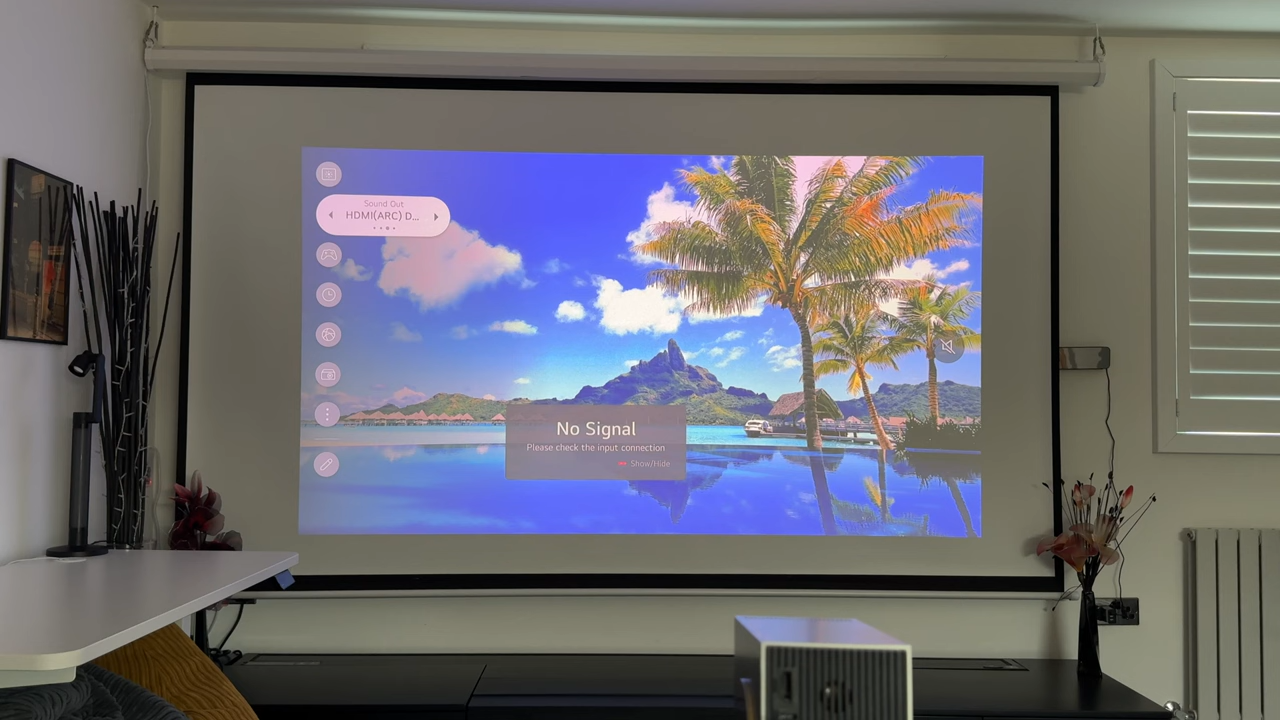 Sound Out
HDMI(ARC) D...
No Signal
Please check the input connection
Show/Hide